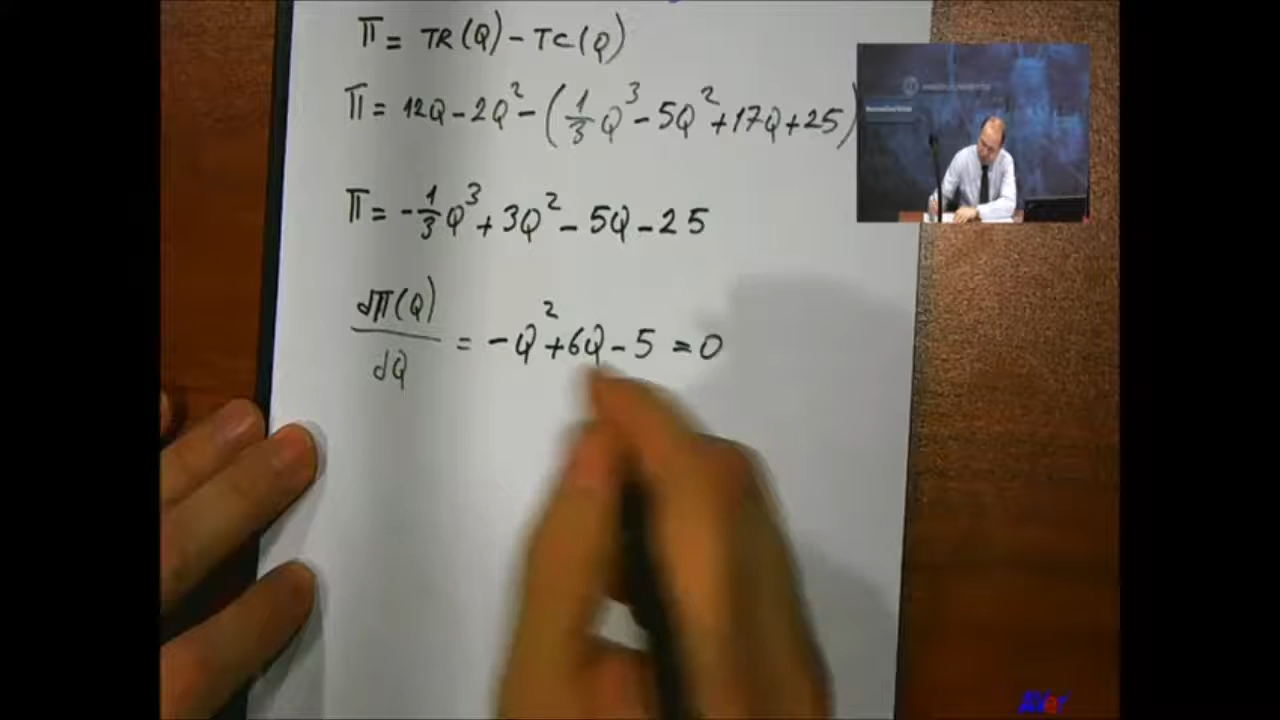 π = TR(Q) - TC(Q)
π = 12Q - 2Q² - (1/3 Q³ - 5Q² + 17Q + 25)
π = -1/3 Q³ + 3Q² - 5Q - 25
dπ(Q)/dQ = -Q² + 6Q - 5 = 0
AVer